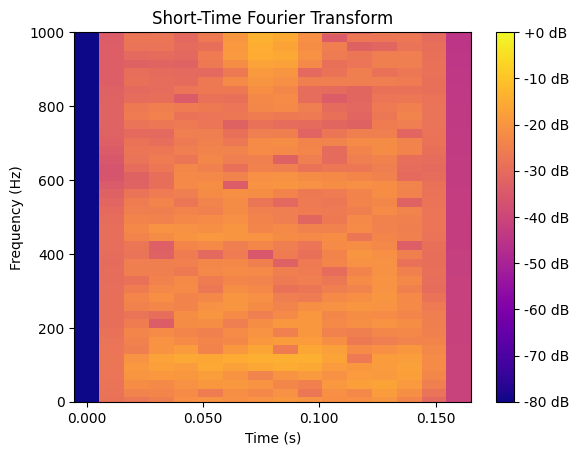 Short-Time Fourier Transform
1000
800
600
400
200
0
Frequency (Hz)
0.000
0.050
0.100
0.150
Time (s)
+0 dB
-10 dB
-20 dB
-30 dB
-40 dB
-50 dB
-60 dB
-70 dB
-80 dB